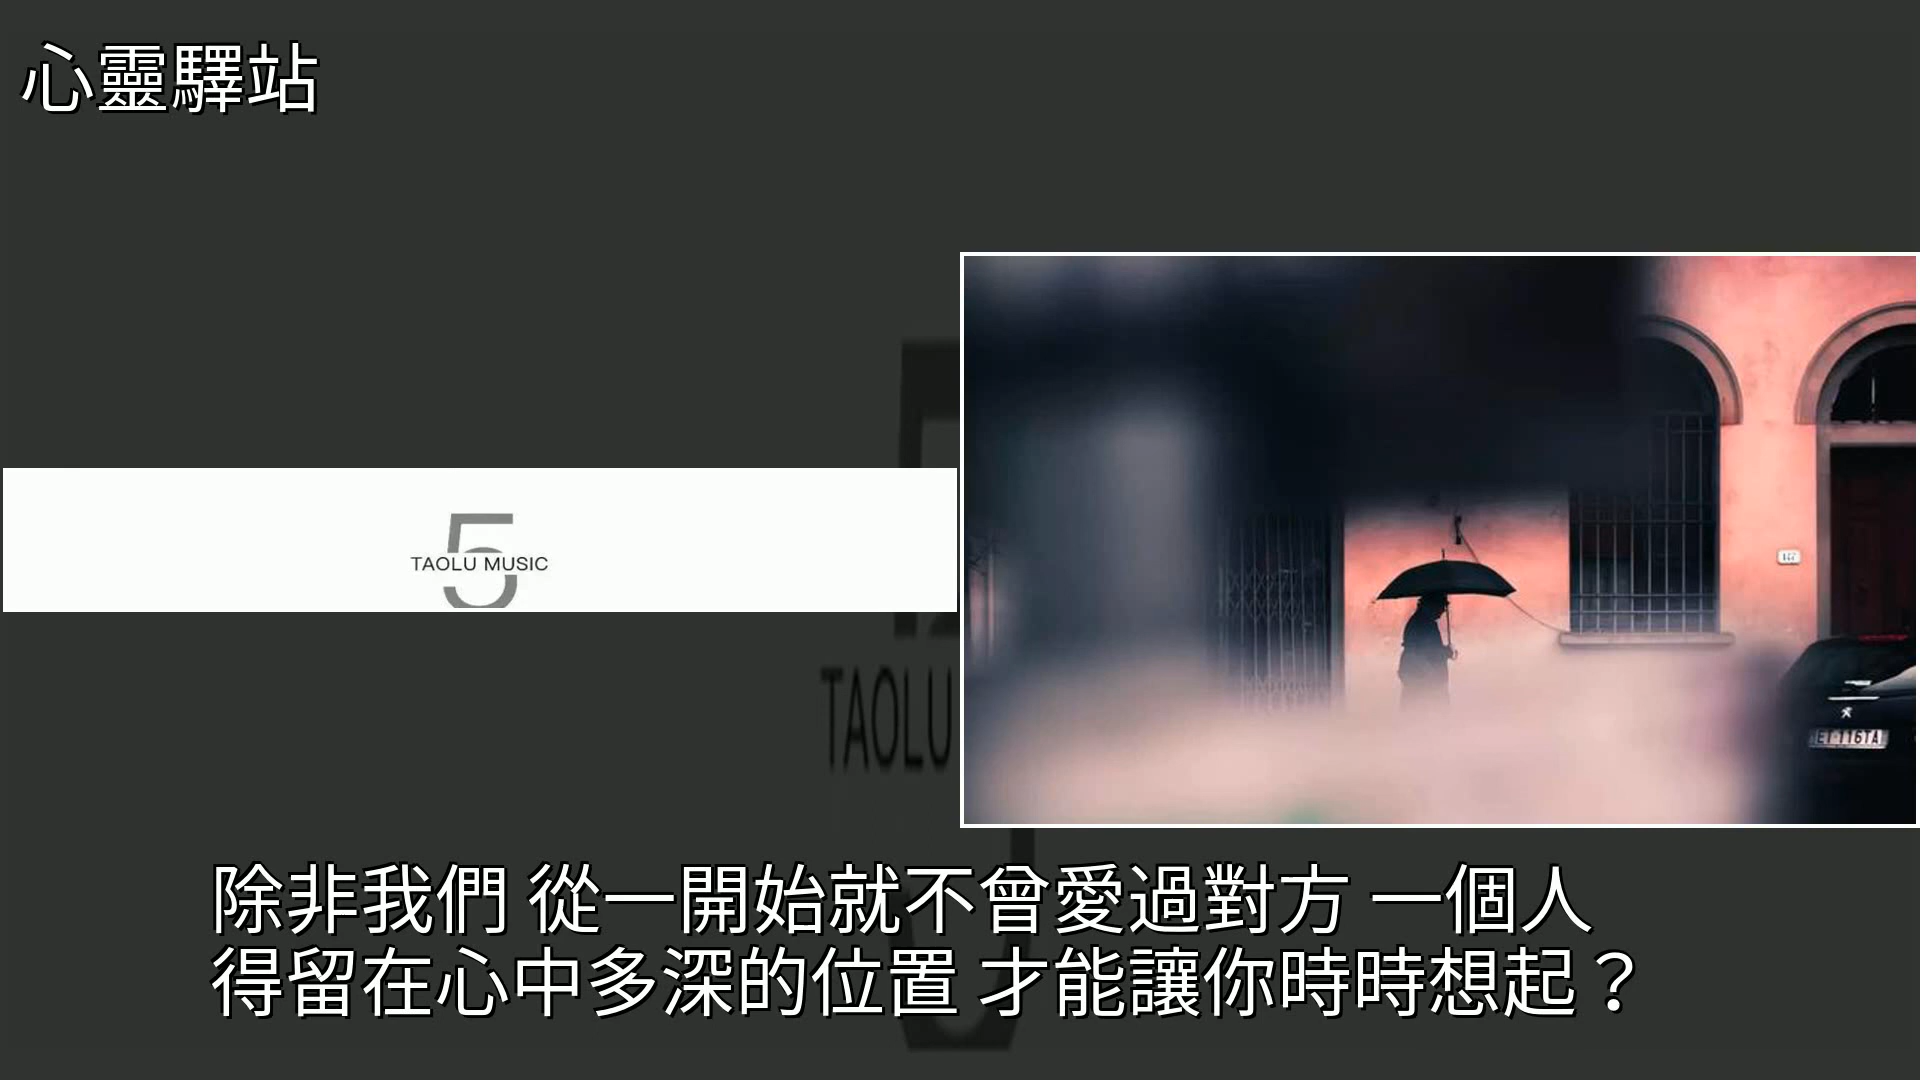 心靈驛站
5
TAOLU MUSIC
TAOLU
除非我們 從一開始就不曾愛過對方 一個人
得留在心中多深的位置 才能讓你時時想起？